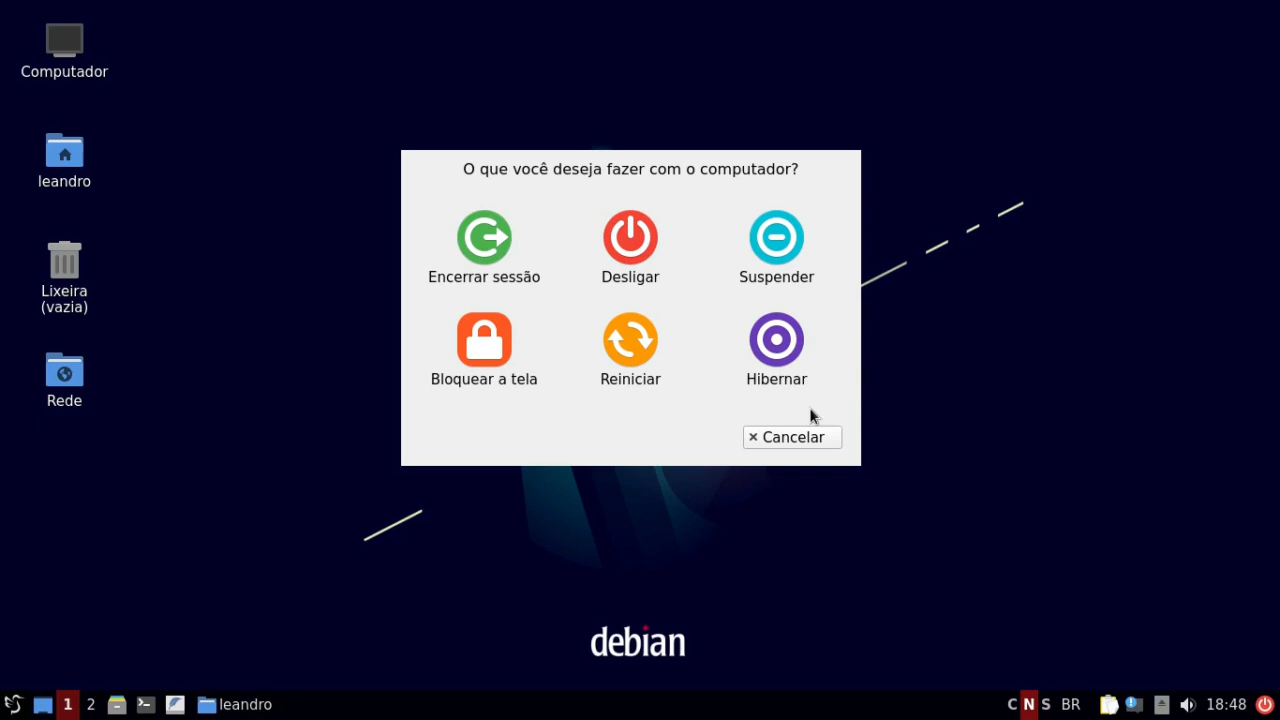 Computador
leandro
Lixeira
(vazia)
Rede
O que você deseja fazer com o computador?
Encerrar sessão
Desligar
Suspender
Bloquear a tela
Reiniciar
Hibernar
Cancelar
debian
1 2 leandro C N S BR 18:48